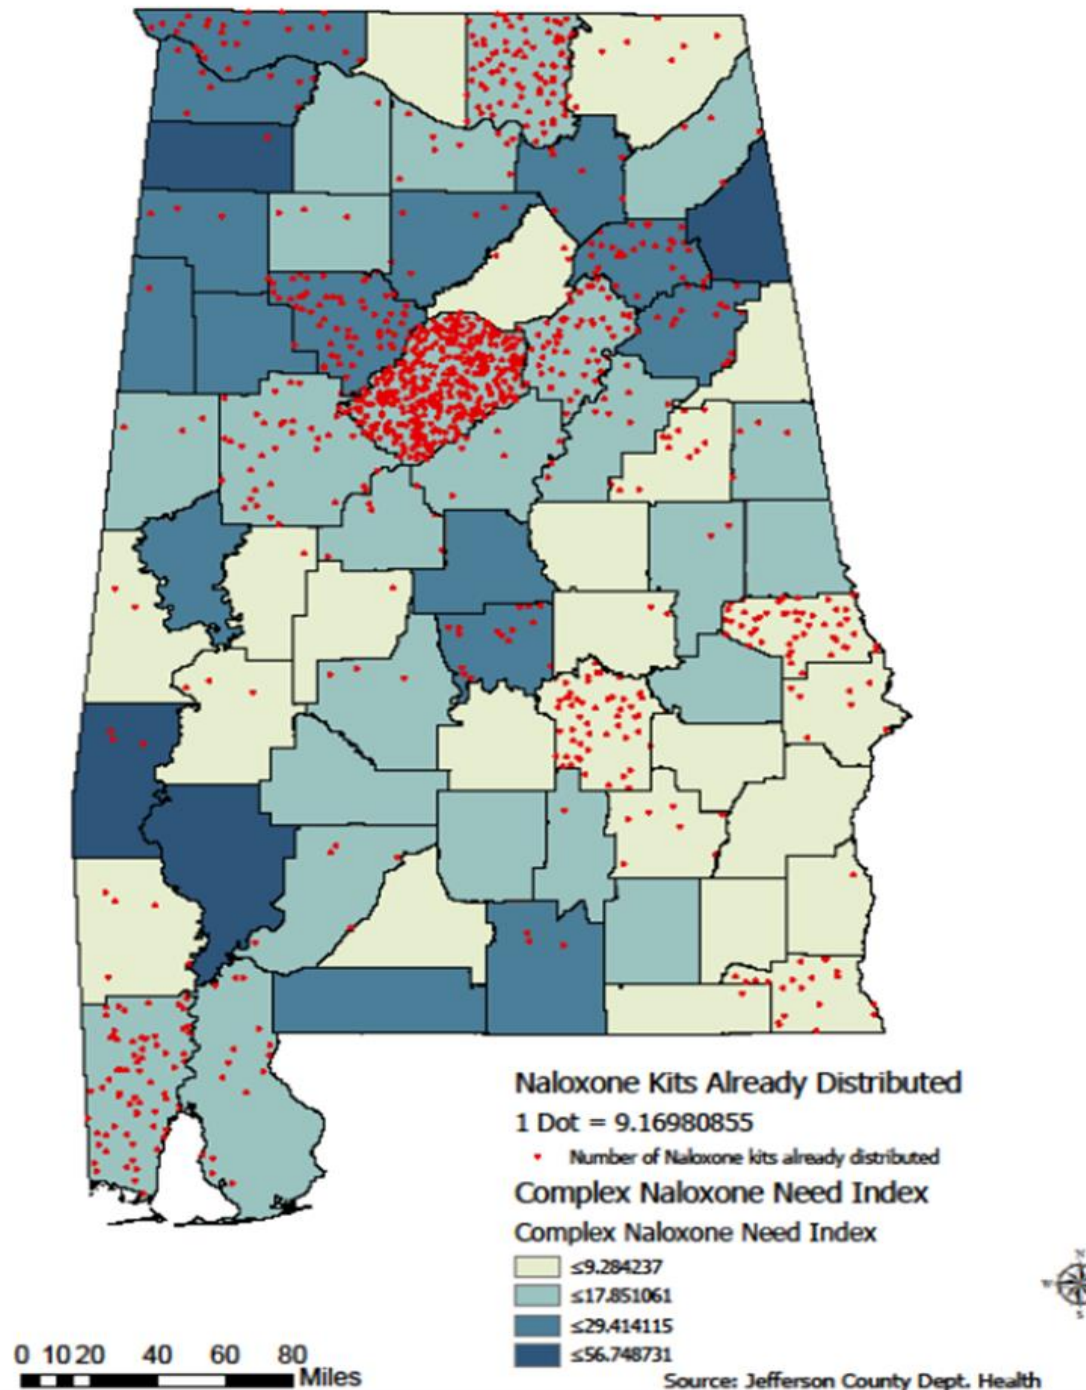 Naloxone Kits Already Distributed
1 Dot = 9.16980855
Number of Naloxone kits already distributed
Complex Naloxone Need Index
Complex Naloxone Need Index
≤9.284237
≤17.851061
≤29.414115
≤56.748731
0 10 20 40 60 80
Miles
Source: Jefferson County Dept. Health